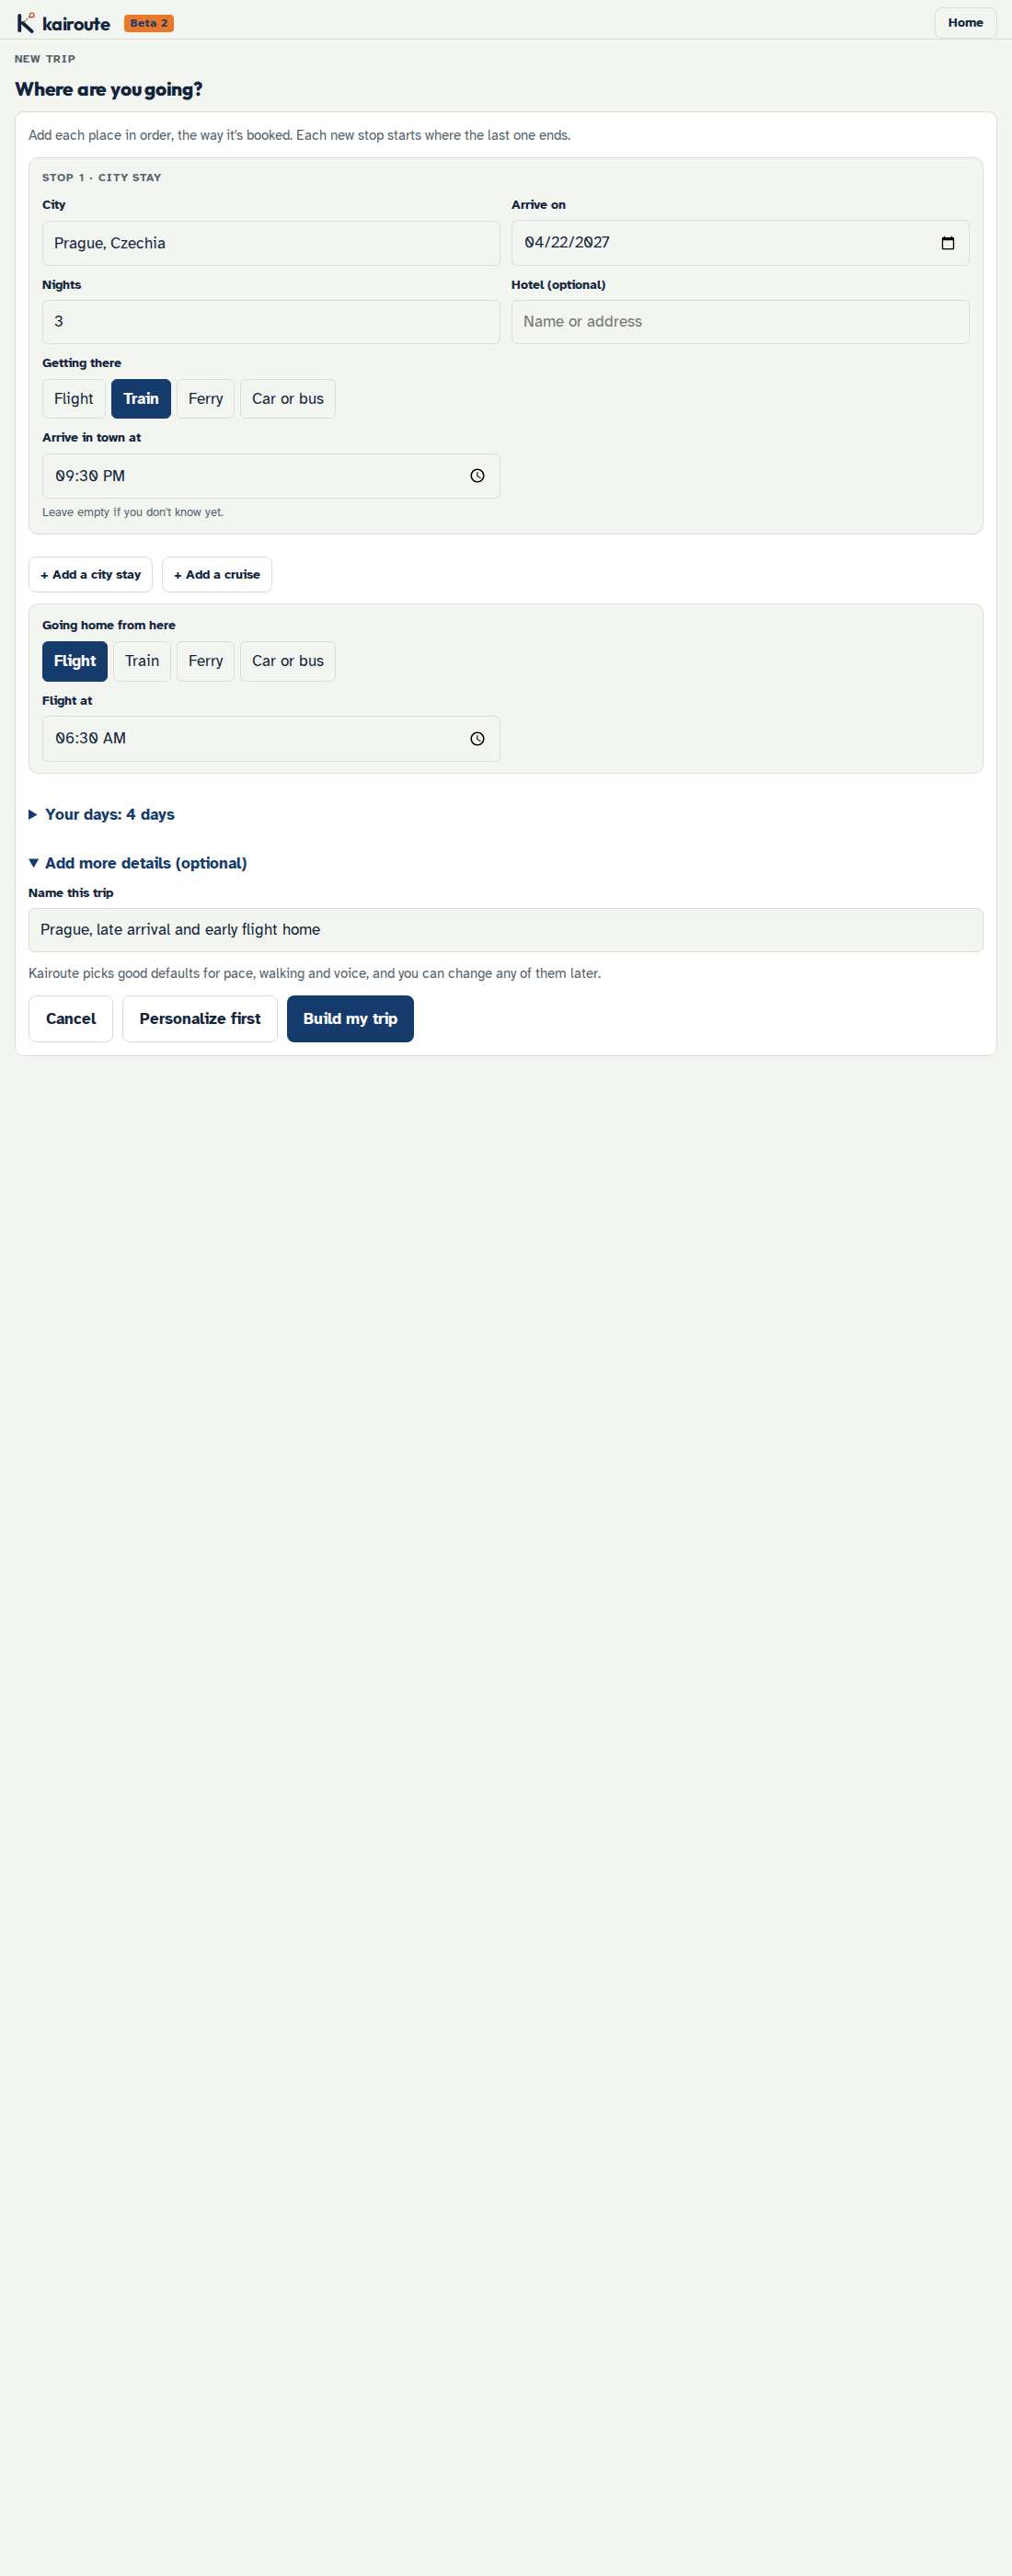 kairoute Beta 2 Home
NEW TRIP
Where are you going?
Add each place in order, the way it's booked. Each new stop starts where the last one ends.
STOP 1 · CITY STAY
City Arrive on
Prague, Czechia 04/22/2027
Nights Hotel (optional)
3 Name or address
Getting there
Flight Train Ferry Car or bus
Arrive in town at
09:30 PM
Leave empty if you don't know yet.
+ Add a city stay + Add a cruise
Going home from here
Flight Train Ferry Car or bus
Flight at
06:30 AM
Your days: 4 days
Add more details (optional)
Name this trip
Prague, late arrival and early flight home
Kairoute picks good defaults for pace, walking and voice, and you can change any of them later.
Cancel Personalize first Build my trip